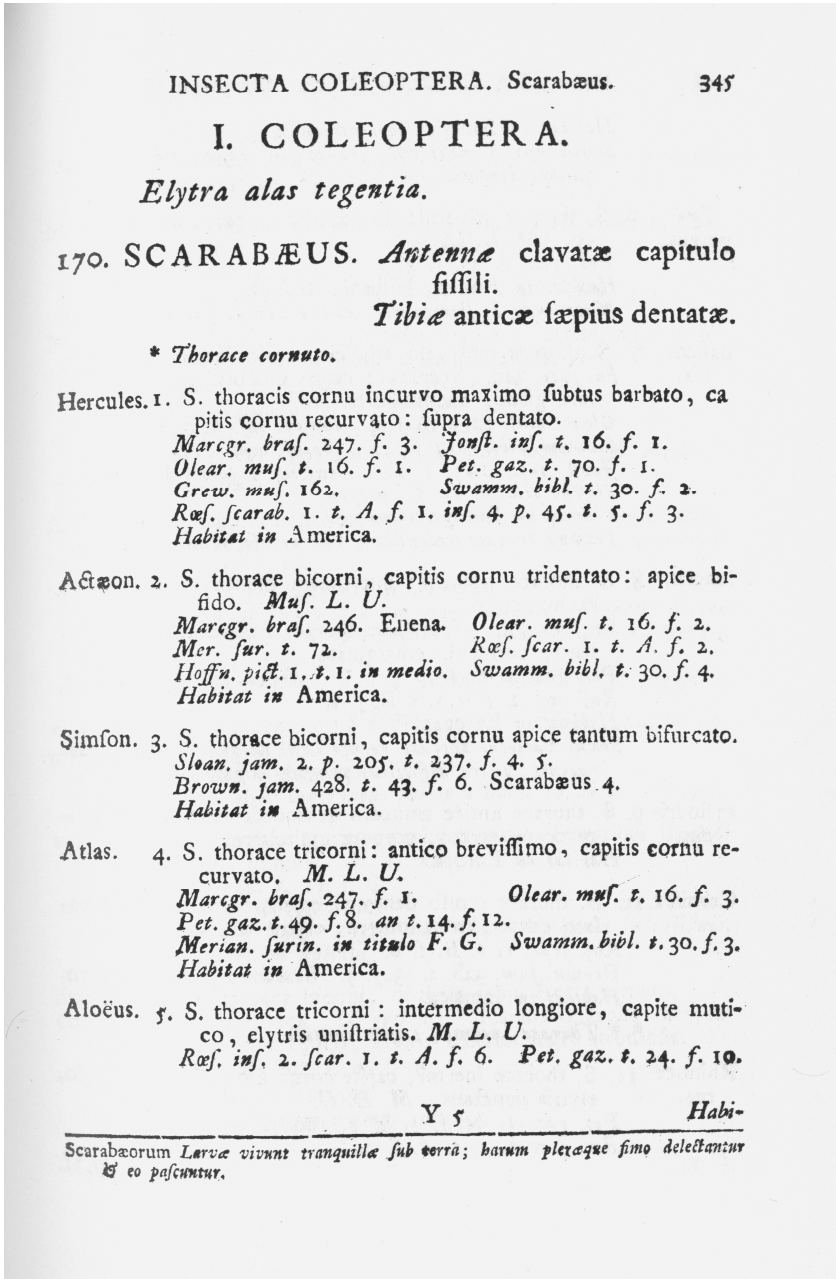 INSECTA COLEOPTERA. Scarabæus. 345
I. COLEOPTERA.
Elytra alas tegentia.
170. SCARABÆUS. Antennæ clavatæ capitulo
fiſſili.
Tibiæ anticæ ſæpius dentatæ.
* Thorace cornuto.
Hercules. 1. S. thoracis cornu incurvo maximo ſubtus barbato, ca
pitis cornu recurvato: ſupra dentato.
Marcgr. braſ. 247. f. 3. Jonſt. inſ. t. 16. f. 1.
Olear. muſ. t. 16. f. 1. Pet. gaz. t. 70. f. 1.
Grew. muſ. 162. Swamm. bibl. t. 30. f. 2.
Rœſ. ſcarab. 1. t. A. f. 1. inſ. 4. p. 45. t. 5. f. 3.
Habitat in America.
Actæon. 2. S. thorace bicorni, capitis cornu tridentato: apice bi-
fido. Muſ. L. U.
Marcgr. braſ. 246. Enena. Olear. muſ. t. 16. f. 2.
Mer. ſur. t. 72. Rœſ. ſcar. 1. t. A. f. 2.
Hoffn. pict. 1. t. 1. in medio. Swamm. bibl. t. 30. f. 4.
Habitat in America.
Simſon. 3. S. thorace bicorni, capitis cornu apice tantum bifurcato.
Sloan. jam. 2. p. 205. t. 237. f. 4. 5.
Brown. jam. 428. t. 43. f. 6. Scarabæus 4.
Habitat in America.
Atlas. 4. S. thorace tricorni: antico breviſſimo, capitis cornu re-
curvato. M. L. U.
Marcgr. braſ. 247. f. 1. Olear. muſ. t. 16. f. 3.
Pet. gaz. t. 49. f. 8. an t. 14. f. 12.
Merian. ſurin. in titulo F. G. Swamm. bibl. t. 30. f. 3.
Habitat in America.
Aloëus. 5. S. thorace tricorni: intermedio longiore, capite muti-
co, elytris uniſtriatis. M. L. U.
Rœſ. inſ. 2. ſcar. 1. t. A. f. 6. Pet. gaz. t. 24. f. 10.
Y 5 Habi-
Scarabæorum Larvæ vivunt tranquillæ ſub terra; harum pleræque fimo delectantur
& eo paſcuntur.